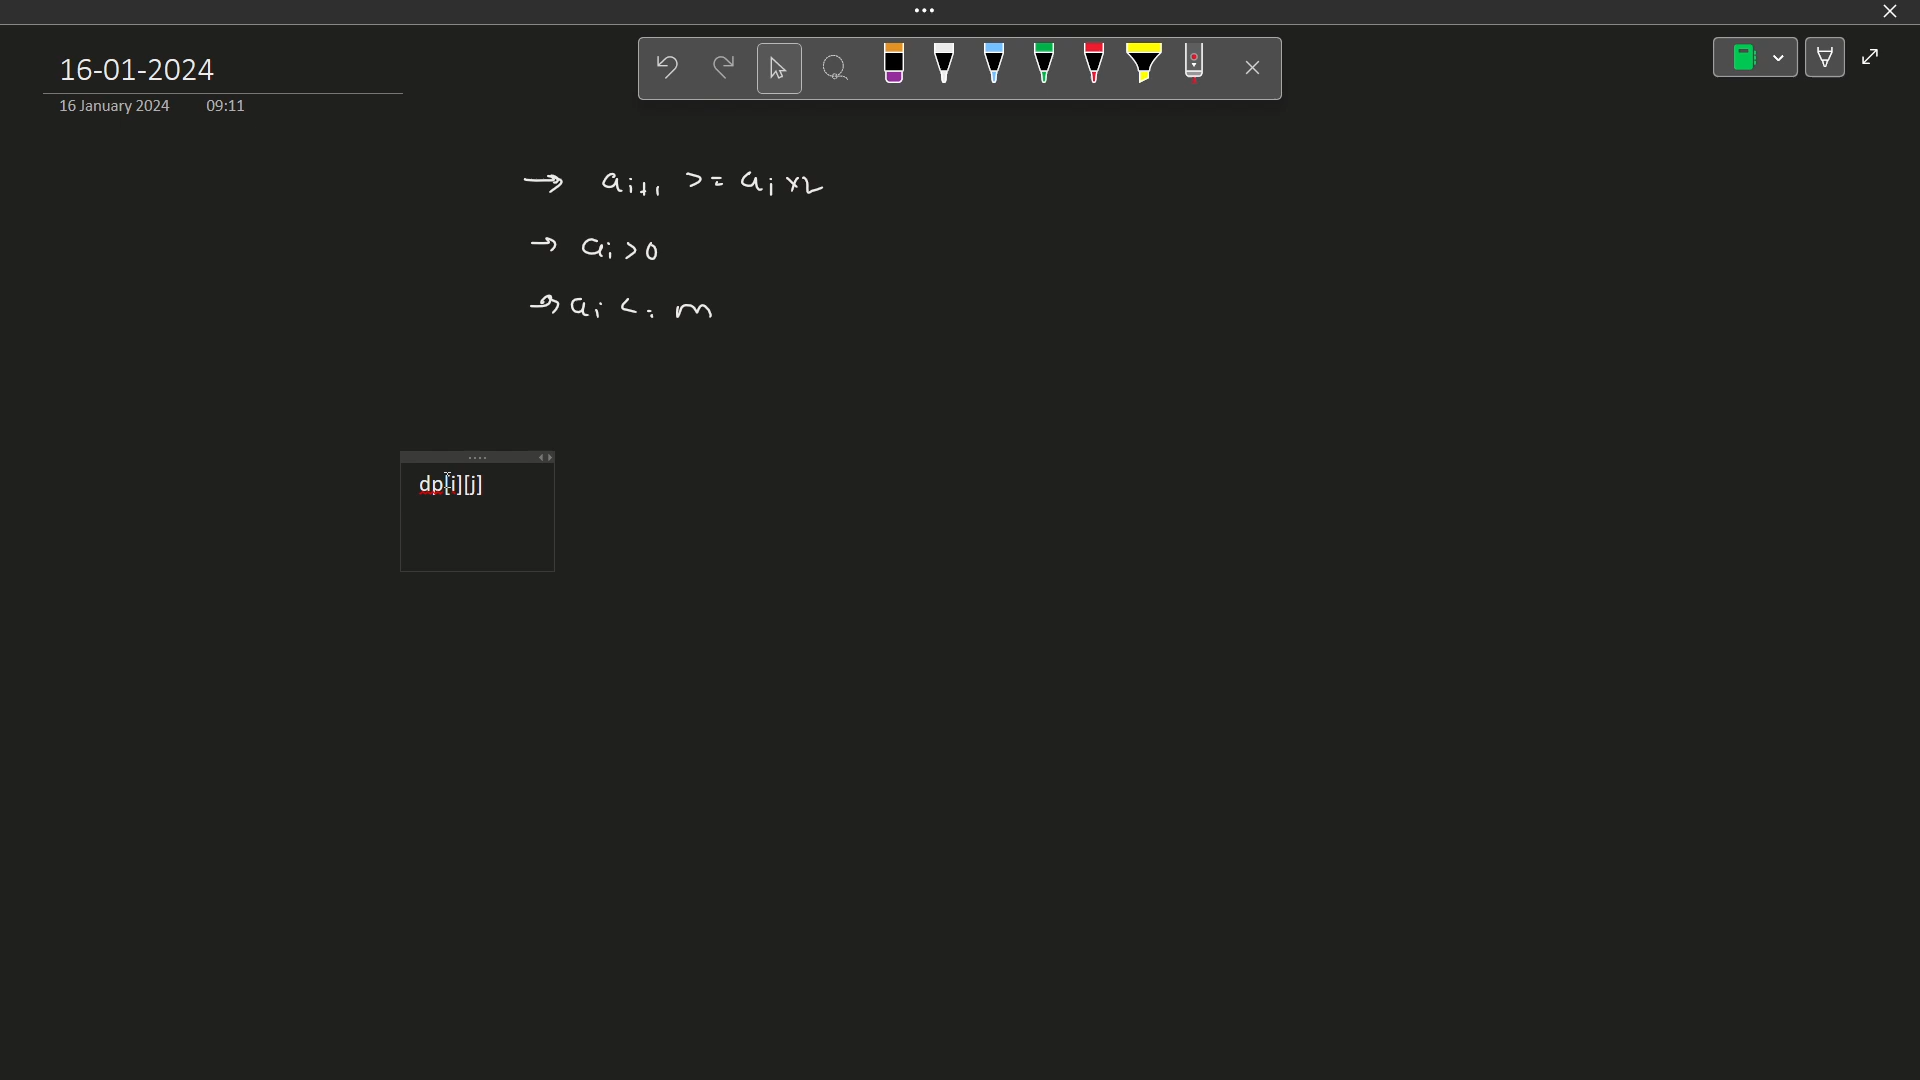 16-01-2024
16 January 2024 09:11
→ ai+1 >= ai x2
→ ai > 0
→ ai <= m
dp[i][j]